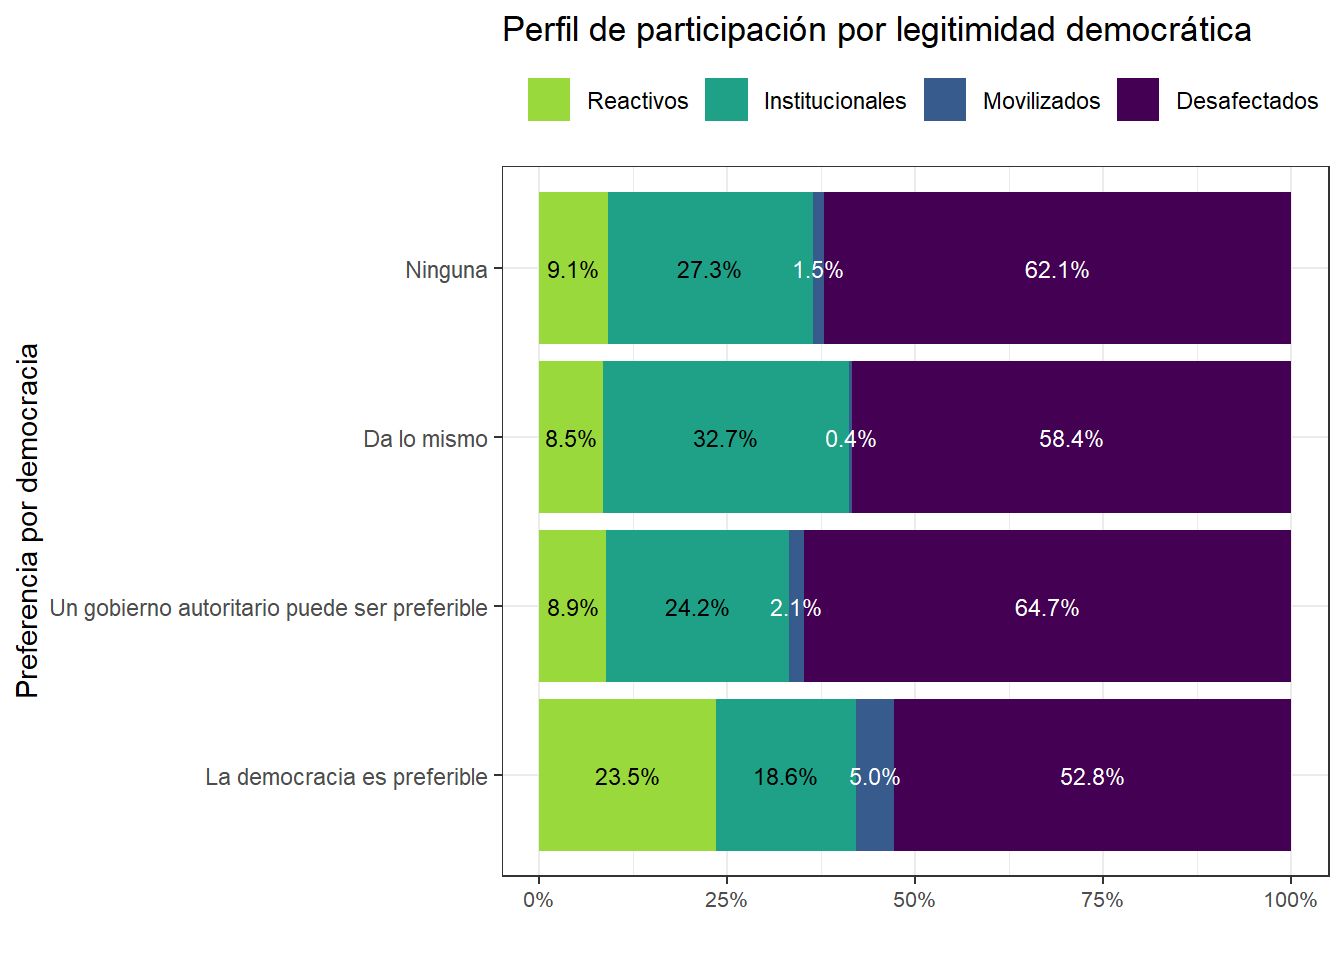 Perfil de participación por legitimidad democrática
Reactivos Institucionales Movilizados Desafectados
Preferencia por democracia
Ninguna 9.1% 27.3% 1.5% 62.1%
Da lo mismo 8.5% 32.7% 0.4% 58.4%
Un gobierno autoritario puede ser preferible 8.9% 24.2% 2.1% 64.7%
La democracia es preferible 23.5% 18.6% 5.0% 52.8%
0% 25% 50% 75% 100%